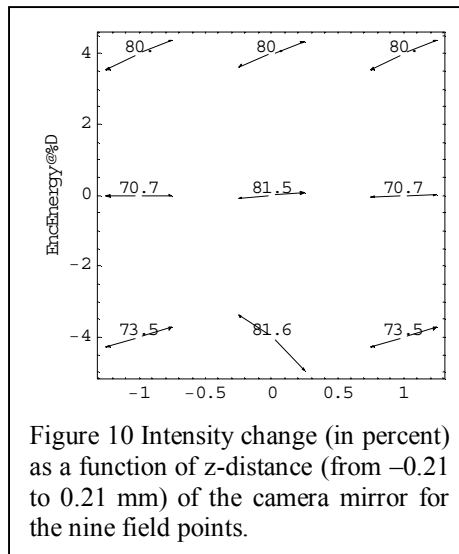 4
80. 80. 80.
2
EncEnergy@%D
70.7 81.5 70.7
0
-2
73.5 81.6 73.5
-4
-1 -0.5 0 0.5 1
Figure 10 Intensity change (in percent)
as a function of z-distance (from –0.21
to 0.21 mm) of the camera mirror for
the nine field points.